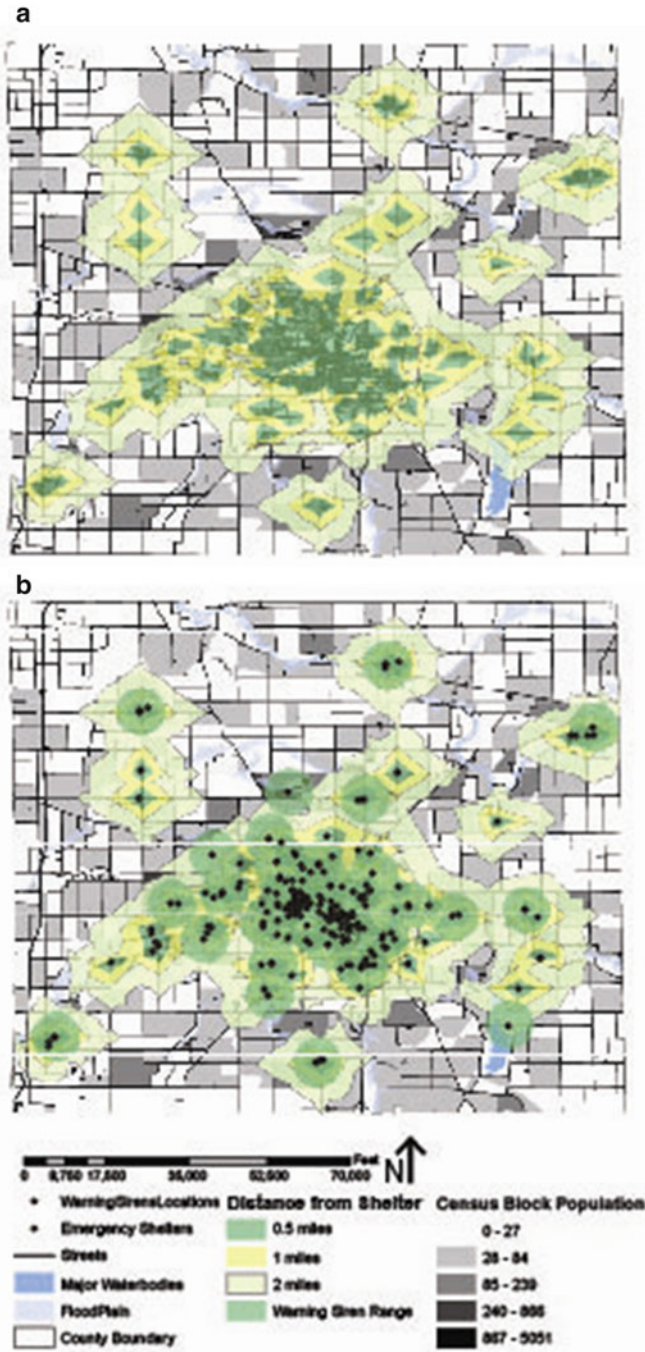 a
b
Feet
0 8,750 17,500 35,000 52,500 70,000
N
WarningSirensLocations
Emergency Shelters
Streets
Major Waterbodies
FloodPlain
County Boundary
Distance from Shelter
0.5 miles
1 miles
2 miles
Warning Siren Range
Census Block Population
0 - 27
28 - 84
85 - 239
240 - 866
867 - 5051